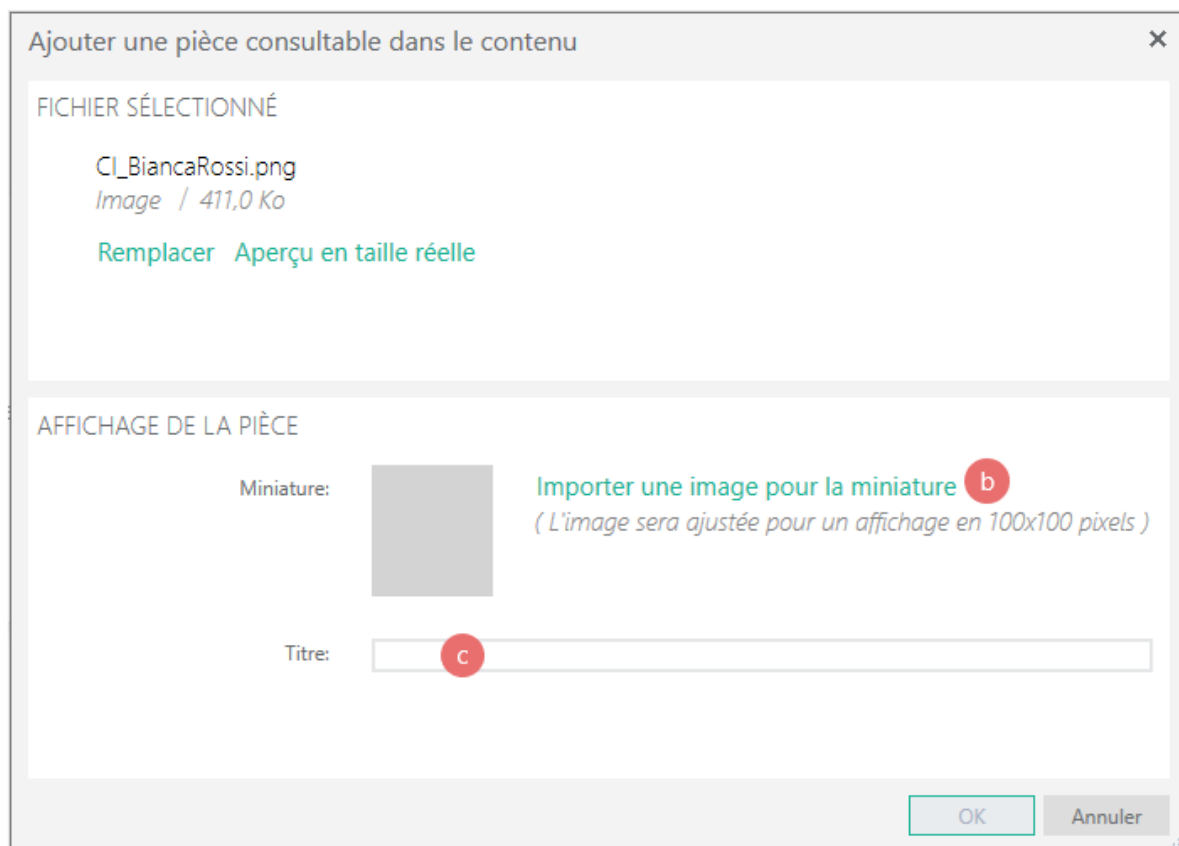 Ajouter une pièce consultable dans le contenu ×
FICHIER SÉLECTIONNÉ
CI_BiancaRossi.png
Image / 411,0 Ko
Remplacer Aperçu en taille réelle
AFFICHAGE DE LA PIÈCE
Miniature: Importer une image pour la miniature b
( L'image sera ajustée pour un affichage en 100x100 pixels )
Titre: c
OK Annuler